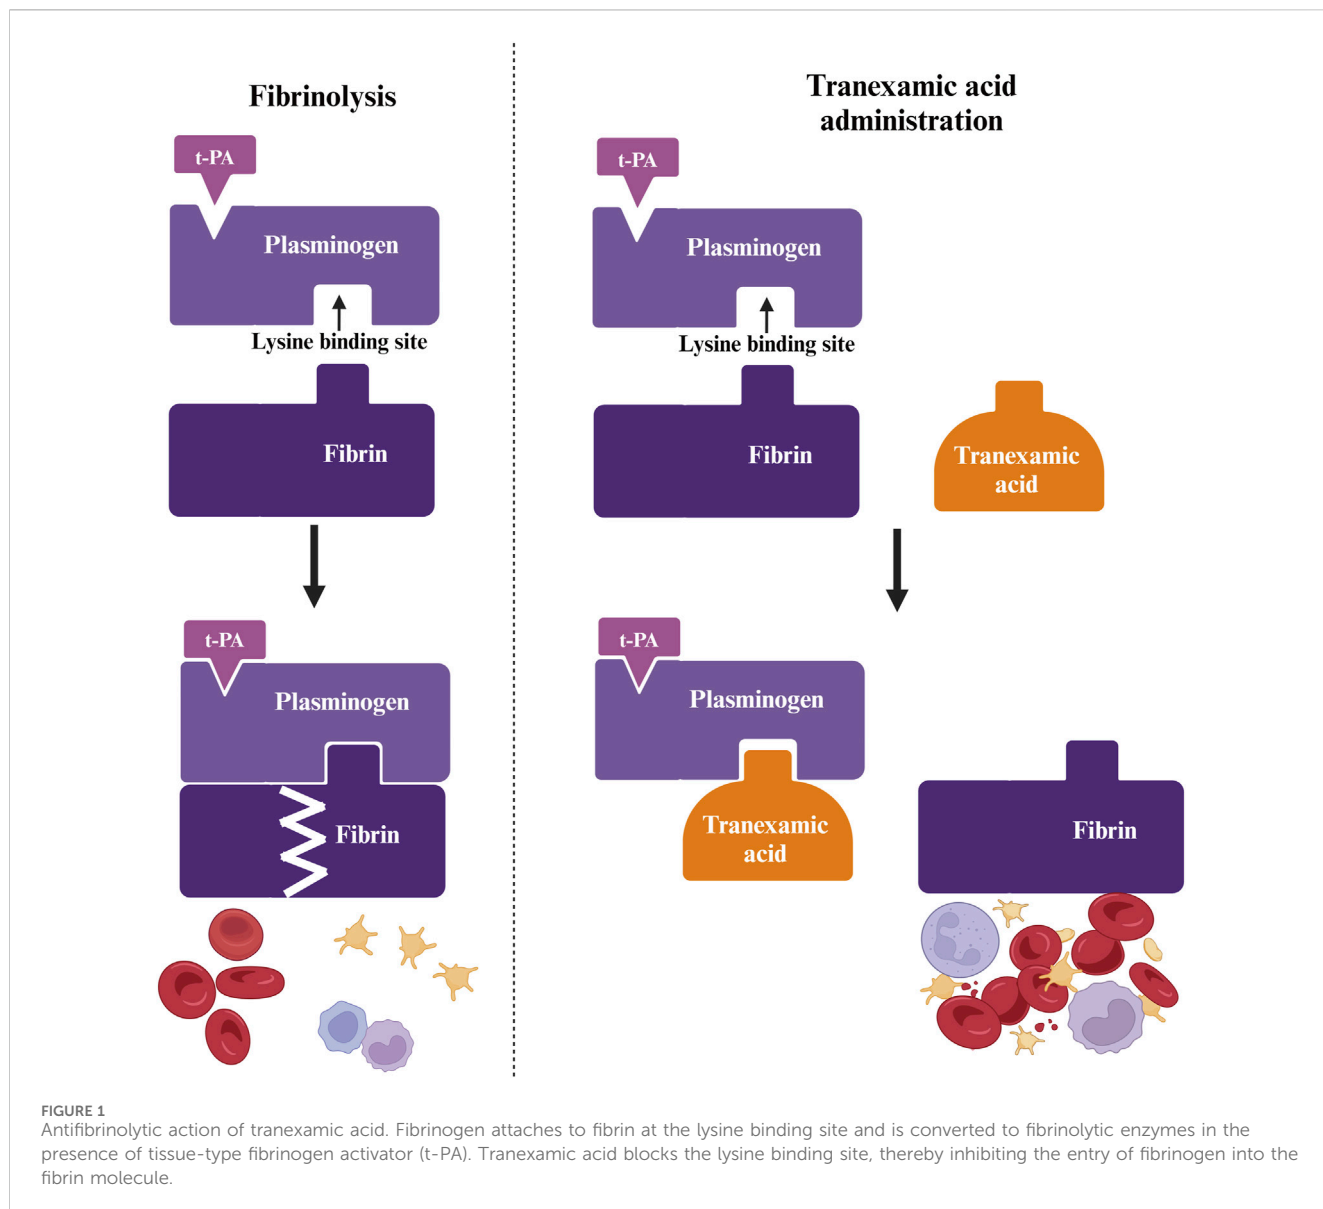 Fibrinolysis
t-PA
Plasminogen
Lysine binding site
Fibrin
t-PA
Plasminogen
Fibrin
Tranexamic acid
administration
t-PA
Plasminogen
Lysine binding site
Fibrin
Tranexamic
acid
t-PA
Plasminogen
Tranexamic
acid
Fibrin
FIGURE 1
Antifibrinolytic action of tranexamic acid. Fibrinogen attaches to fibrin at the lysine binding site and is converted to fibrinolytic enzymes in the
presence of tissue-type fibrinogen activator (t-PA). Tranexamic acid blocks the lysine binding site, thereby inhibiting the entry of fibrinogen into the
fibrin molecule.